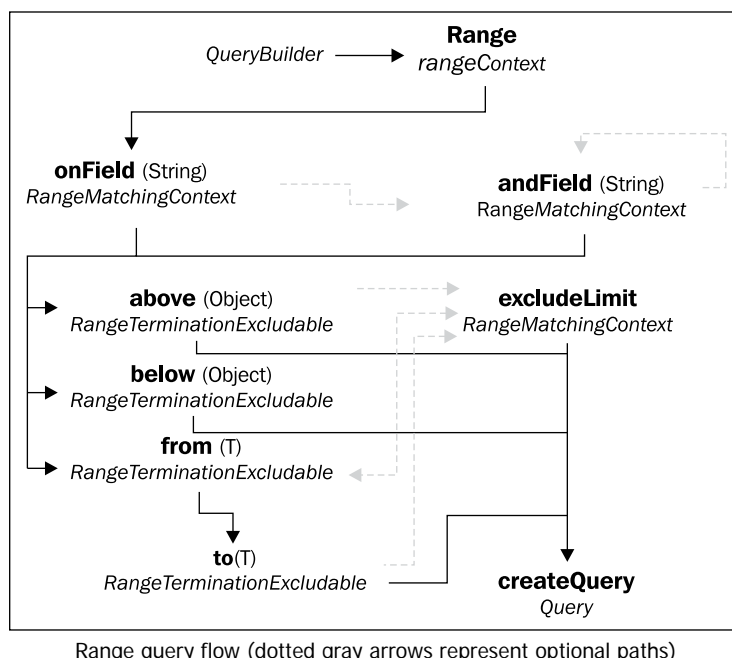 Range
QueryBuilder
rangeContext
onField (String)
RangeMatchingContext
andField (String)
RangeMatchingContext
above (Object)
RangeTerminationExcludable
excludeLimit
RangeMatchingContext
below (Object)
RangeTerminationExcludable
from (T)
RangeTerminationExcludable
to(T)
RangeTerminationExcludable
createQuery
Query
Range query flow (dotted gray arrows represent optional paths)